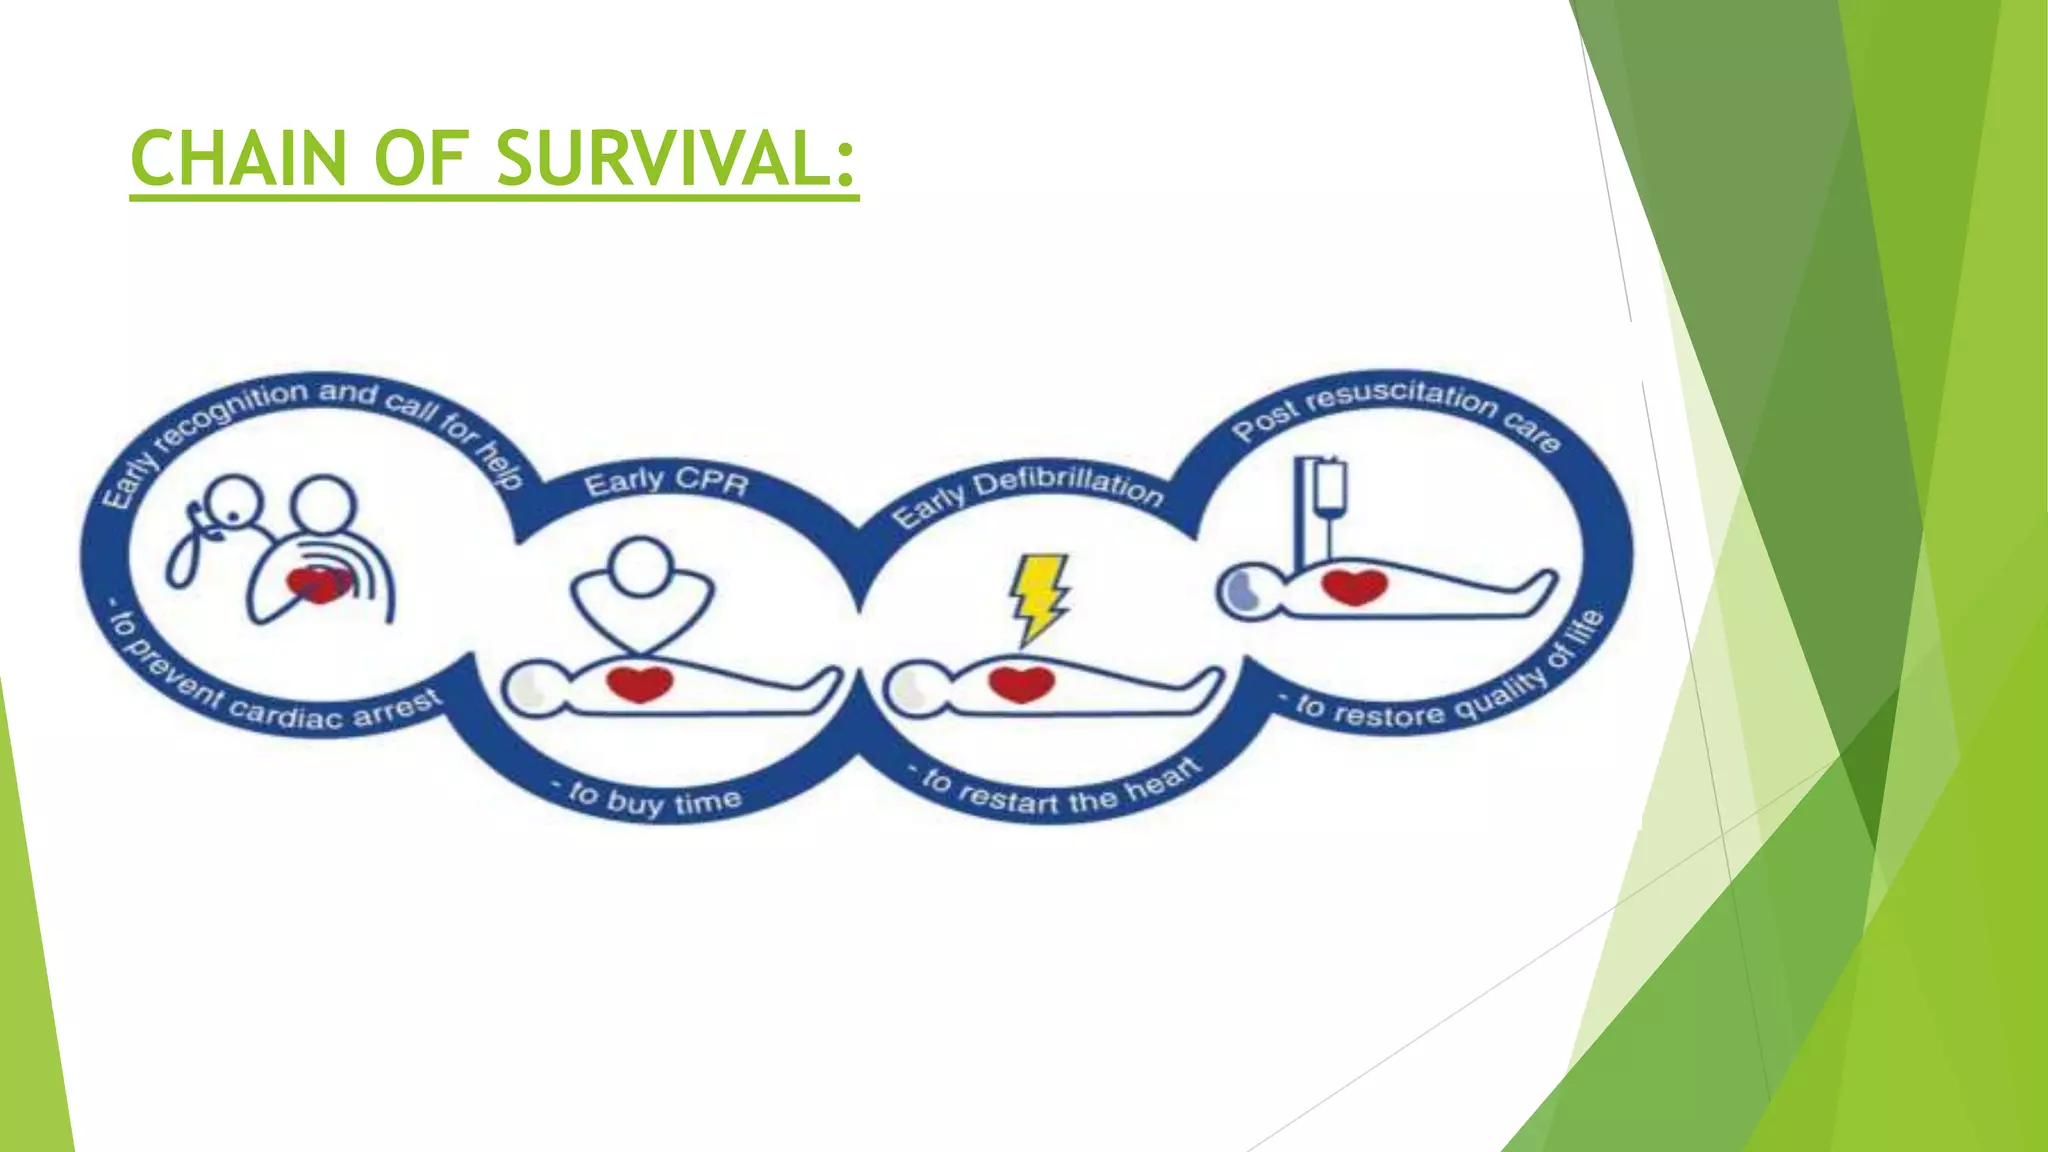 CHAIN OF SURVIVAL:
Early recognition and call for help
- to prevent cardiac arrest
Early CPR
- to buy time
Early Defibrillation
- to restart the heart
Post resuscitation care
- to restore quality of life